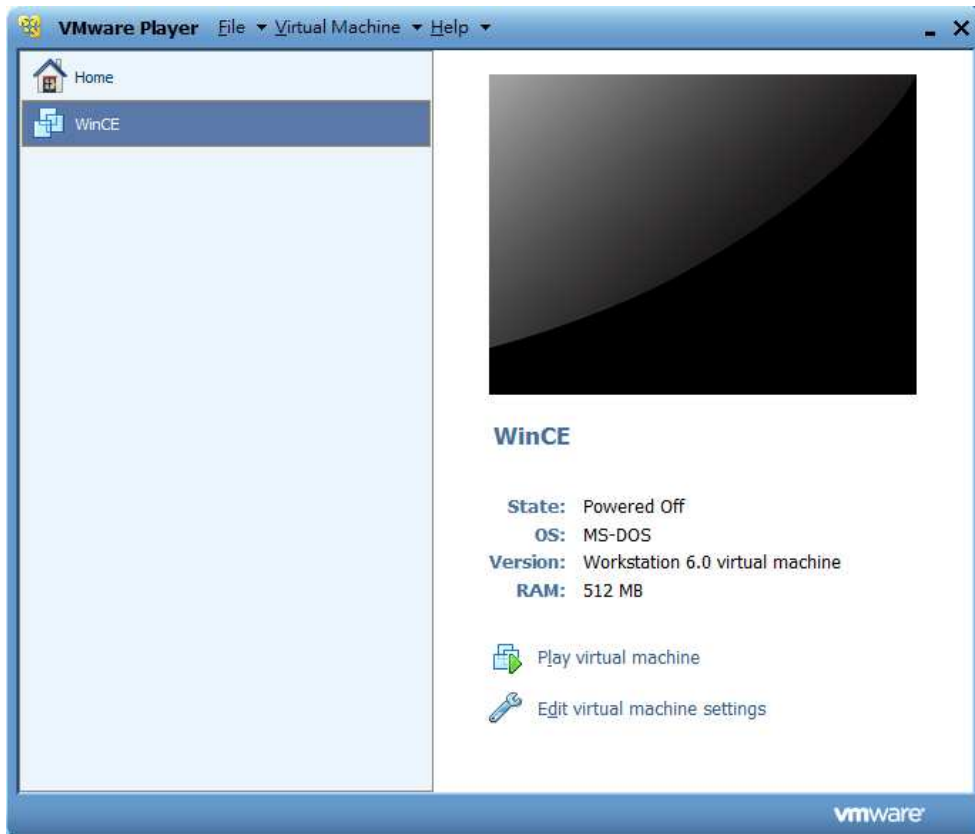 VMware Player File Virtual Machine Help
Home
WinCE
WinCE
State: Powered Off
OS: MS-DOS
Version: Workstation 6.0 virtual machine
RAM: 512 MB
Play virtual machine
Edit virtual machine settings
vmware